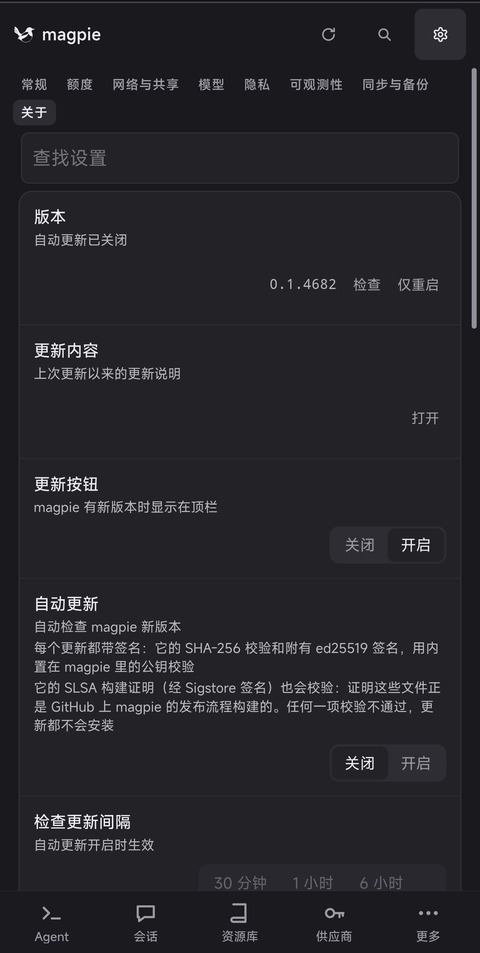 magpie
常规 额度 网络与共享 模型 隐私 可观测性 同步与备份
关于
查找设置
版本
自动更新已关闭
0.1.4682 检查 仅重启
更新内容
上次更新以来的更新说明
打开
更新按钮
magpie 有新版本时显示在顶栏
关闭 开启
自动更新
自动检查 magpie 新版本
每个更新都带签名：它的 SHA-256 校验和附有 ed25519 签名，用内
置在 magpie 里的公钥校验
它的 SLSA 构建证明（经 Sigstore 签名）也会校验：证明这些文件正
是 GitHub 上 magpie 的发布流程构建的。任何一项校验不通过，更
新都不会安装
关闭 开启
检查更新间隔
自动更新开启时生效
30 分钟 1 小时 6 小时
Agent 会话 资源库 供应商 更多